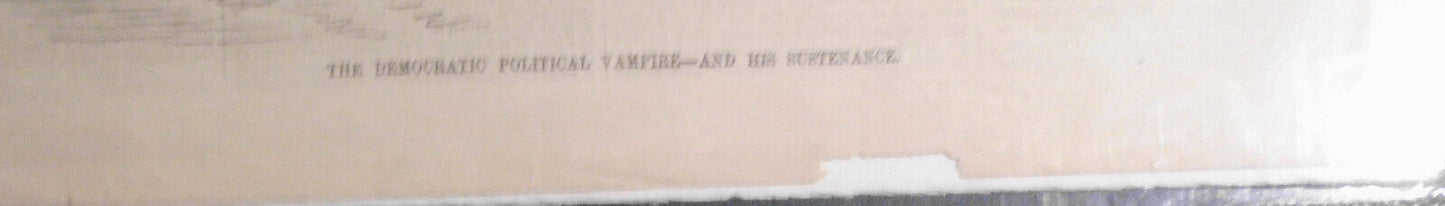 THE DEMOCRATIC POLITICAL VAMPIRE—AND HIS SUSTENANCE.